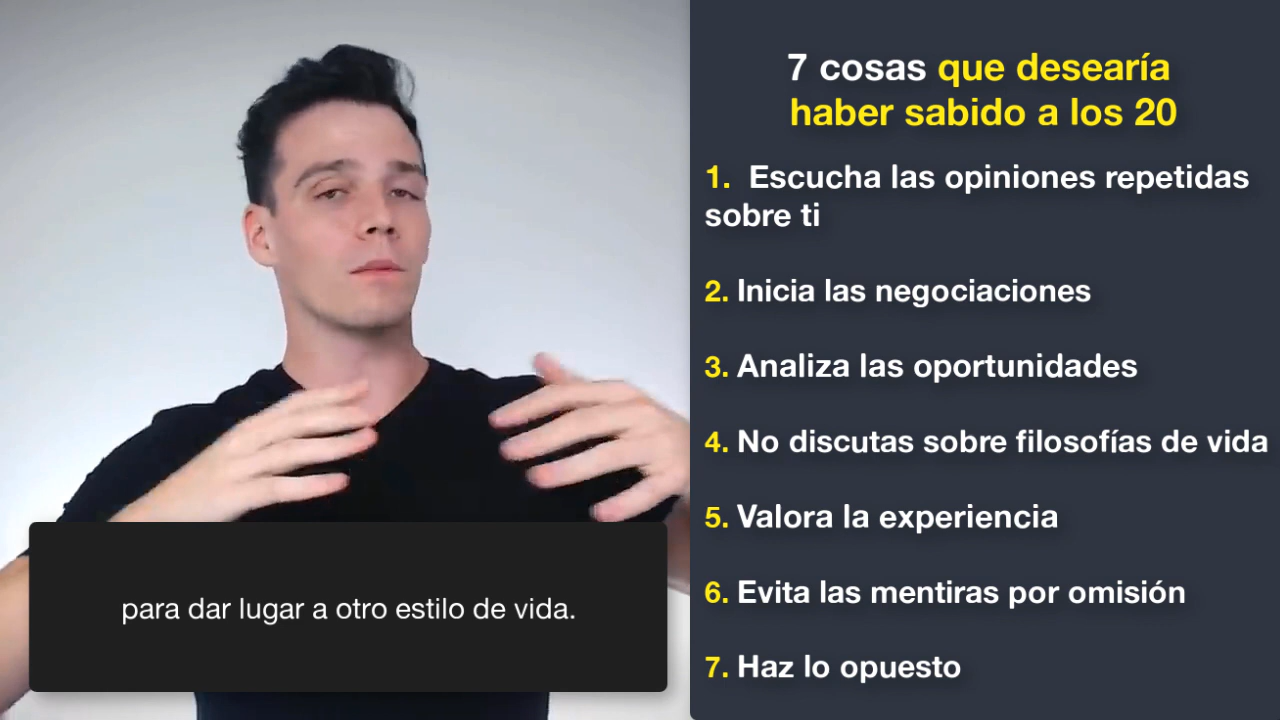 7 cosas que desearía
haber sabido a los 20
1. Escucha las opiniones repetidas
sobre ti
2. Inicia las negociaciones
3. Analiza las oportunidades
4. No discutas sobre filosofías de vida
5. Valora la experiencia
6. Evita las mentiras por omisión
7. Haz lo opuesto
para dar lugar a otro estilo de vida.